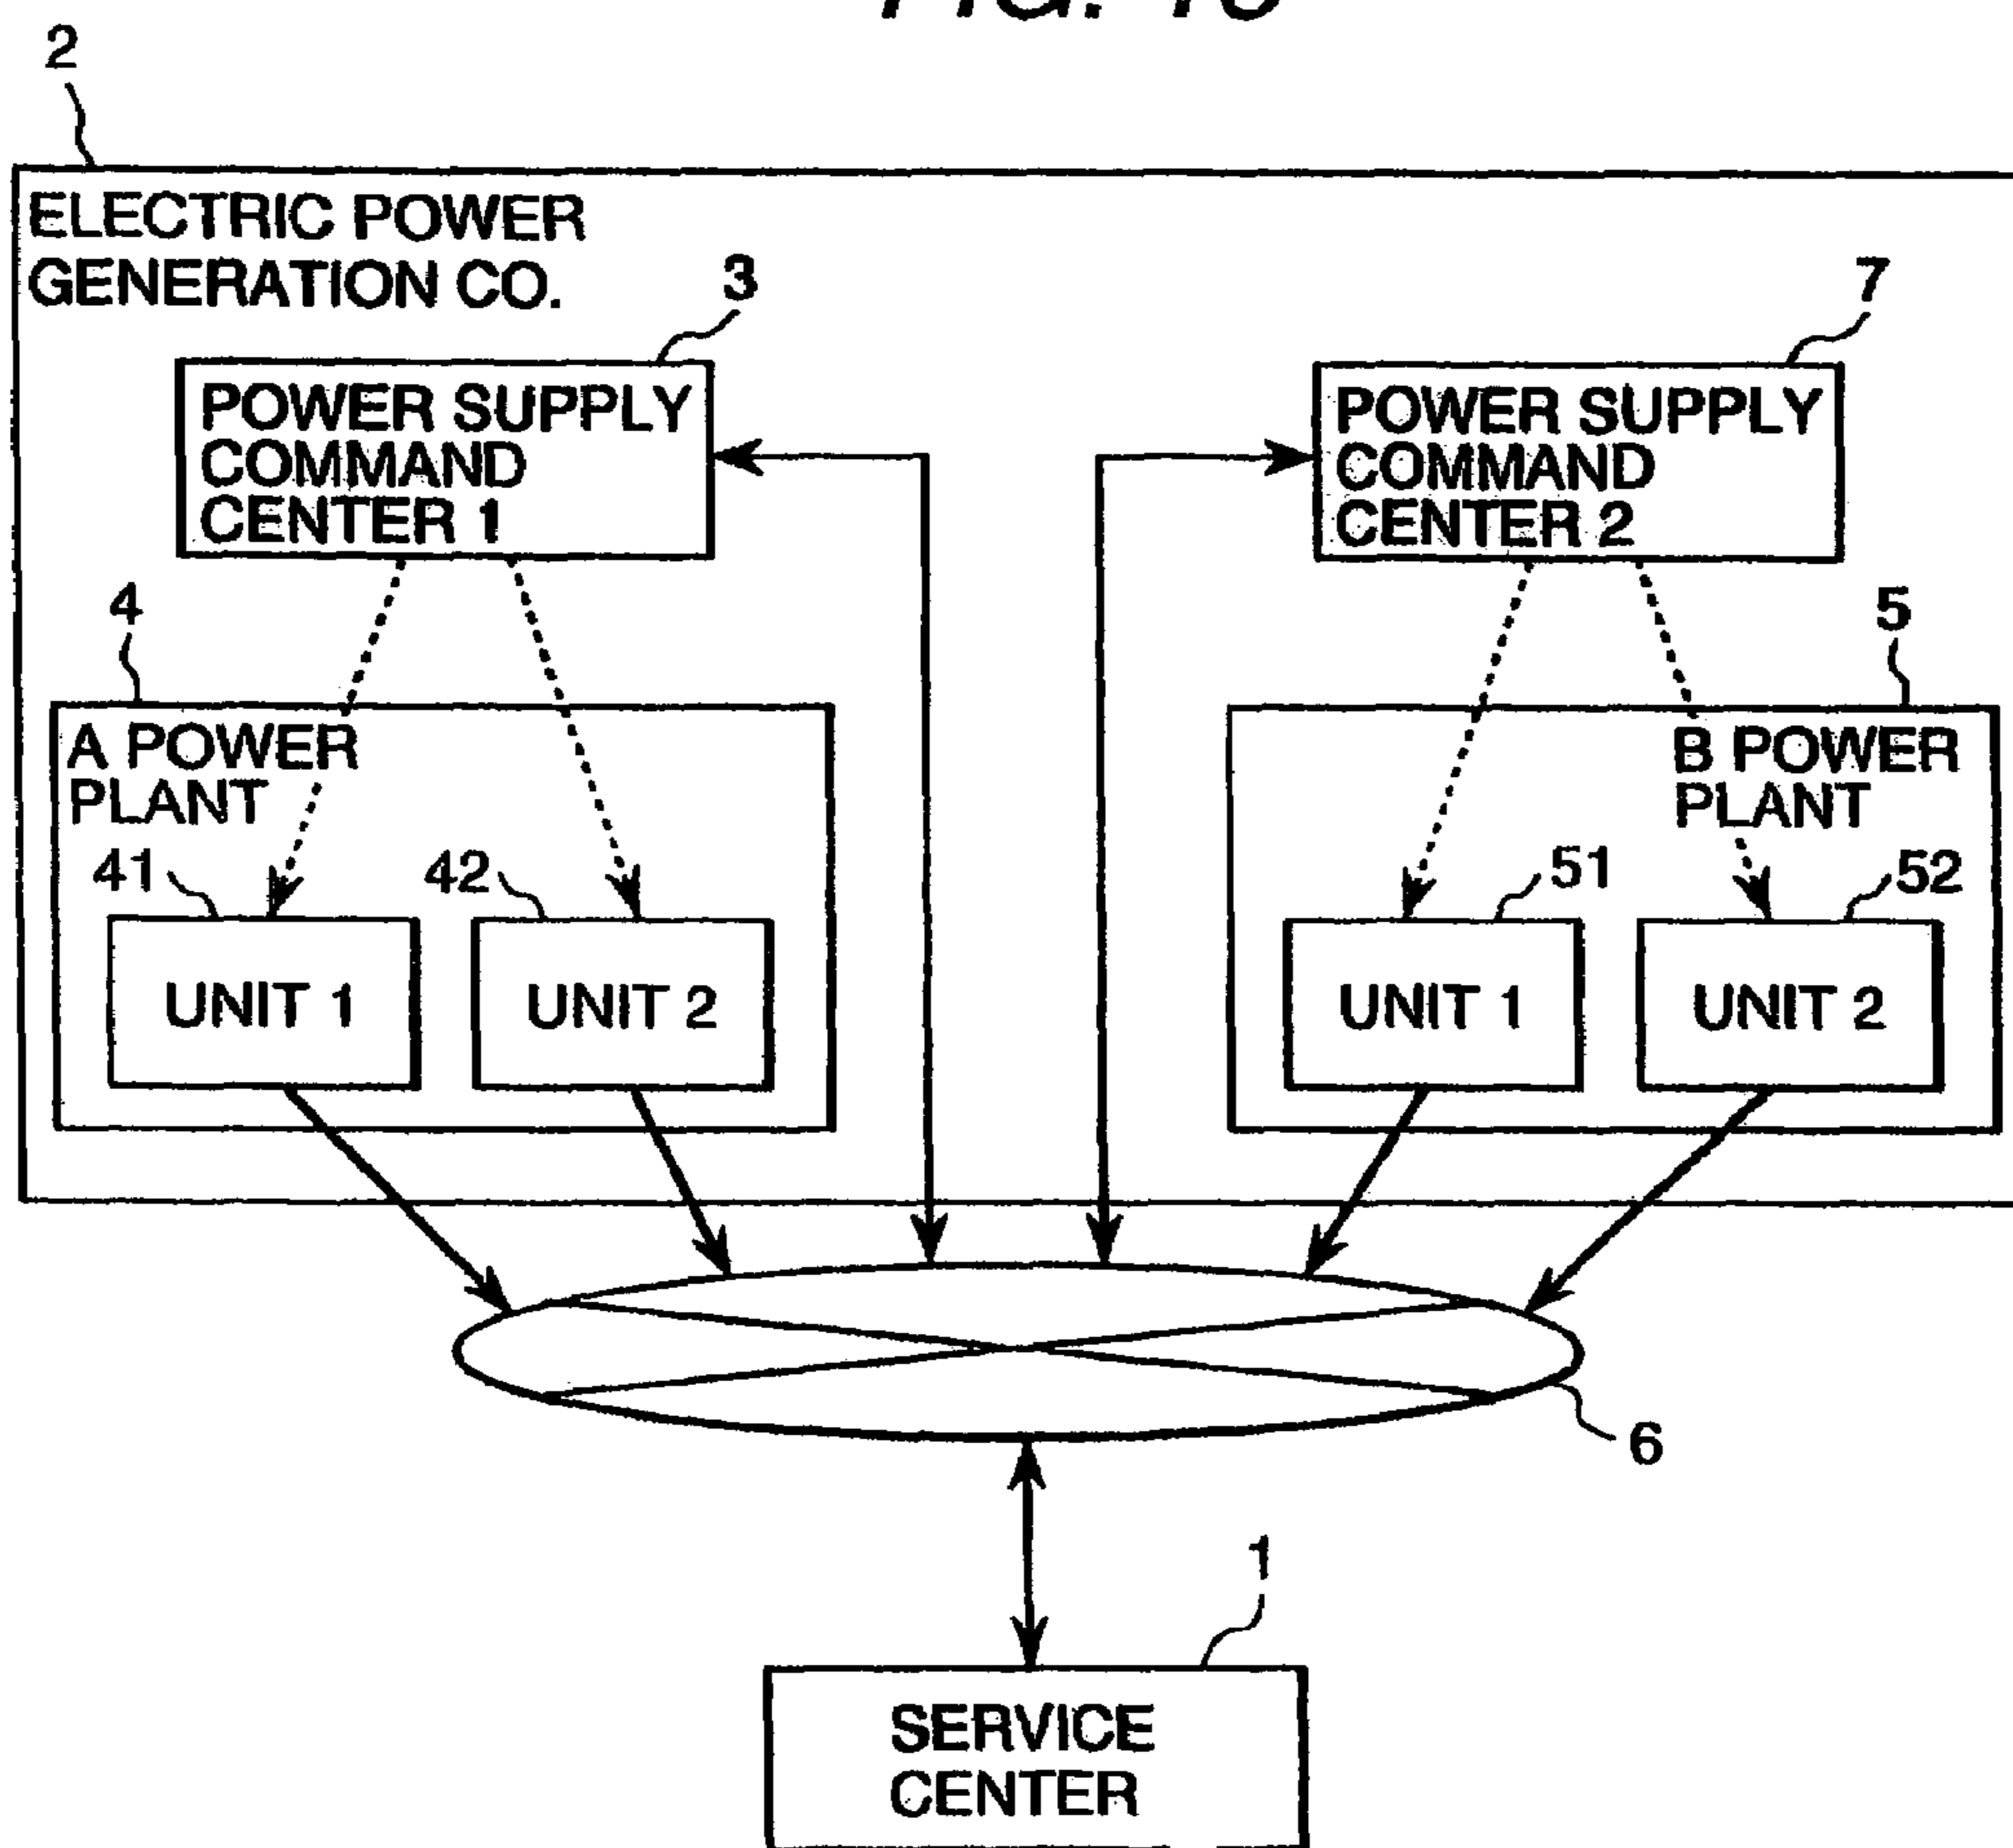 2
ELECTRIC POWER
GENERATION CO.
3
7
POWER SUPPLY
COMMAND
CENTER 1
POWER SUPPLY
COMMAND
CENTER 2
4
5
A POWER
PLANT
B POWER
PLANT
41
42
51
52
UNIT 1
UNIT 2
UNIT 1
UNIT 2
6
1
SERVICE
CENTER